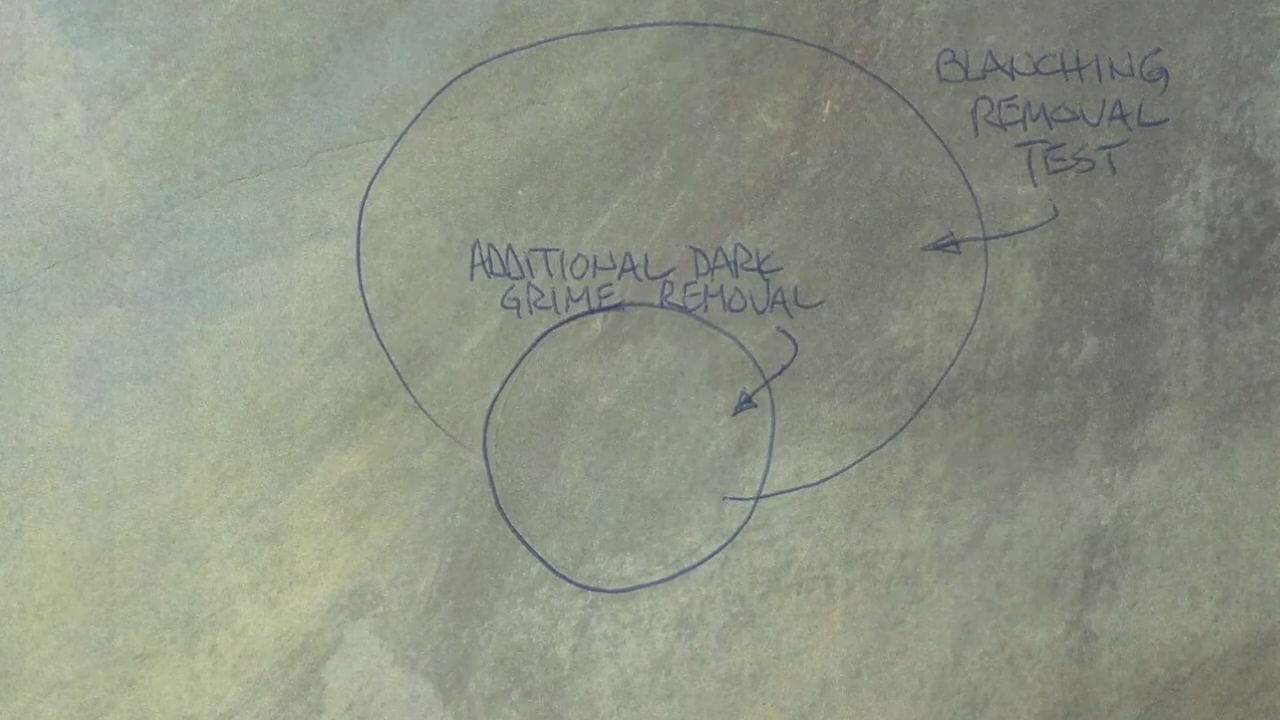 BLANCHING
REMOVAL
TEST
ADDITIONAL DARK
GRIME REMOVAL